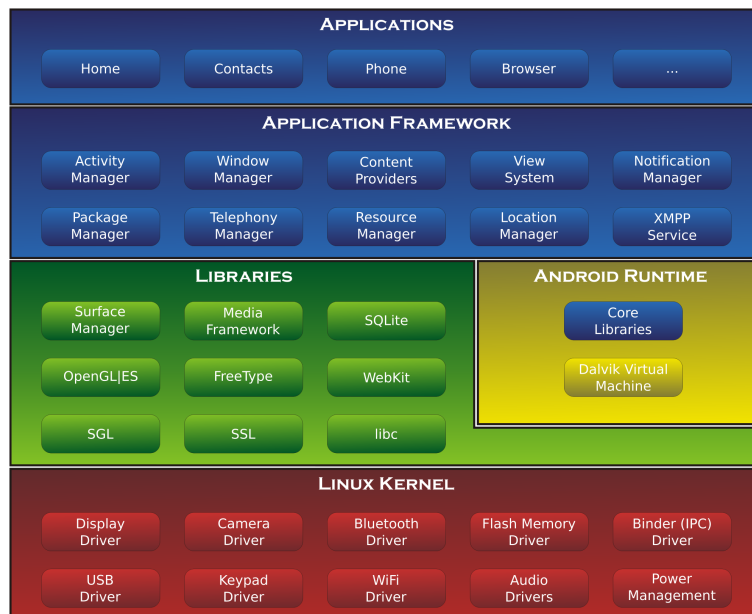 APPLICATIONS
Home
Contacts
Phone
Browser
...
APPLICATION FRAMEWORK
Activity
Manager
Window
Manager
Content
Providers
View
System
Notification
Manager
Package
Manager
Telephony
Manager
Resource
Manager
Location
Manager
XMPP
Service
LIBRARIES
Surface
Manager
Media
Framework
SQLite
OpenGL|ES
FreeType
WebKit
SGL
SSL
libc
ANDROID RUNTIME
Core
Libraries
Dalvik Virtual
Machine
LINUX KERNEL
Display
Driver
Camera
Driver
Bluetooth
Driver
Flash Memory
Driver
Binder (IPC)
Driver
USB
Driver
Keypad
Driver
WiFi
Driver
Audio
Drivers
Power
Management